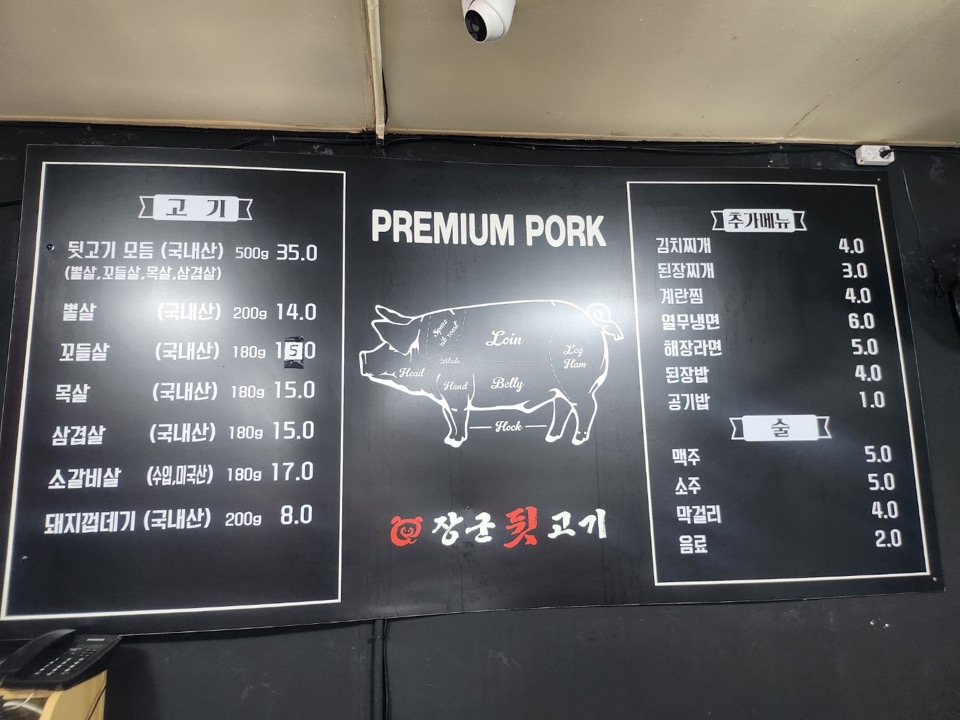 고 기
뒷고기 모듬 (국내산) 500g 35.0
(뽈살,꼬들살,목살,삼겹살)
뽈살 (국내산) 200g 14.0
꼬들살 (국내산) 180g 15.0
목살 (국내산) 180g 15.0
삼겹살 (국내산) 180g 15.0
소갈비살 (수입,미국산) 180g 17.0
돼지껍데기 (국내산) 200g 8.0
PREMIUM PORK
Spare
rib roast
Loin
Leg
Ham
Blade
Head
Hand
Belly
Hock
장군뒷고기
추가메뉴
김치찌개 4.0
된장찌개 3.0
계란찜 4.0
열무냉면 6.0
해장라면 5.0
된장밥 4.0
공기밥 1.0
술
맥주 5.0
소주 5.0
막걸리 4.0
음료 2.0